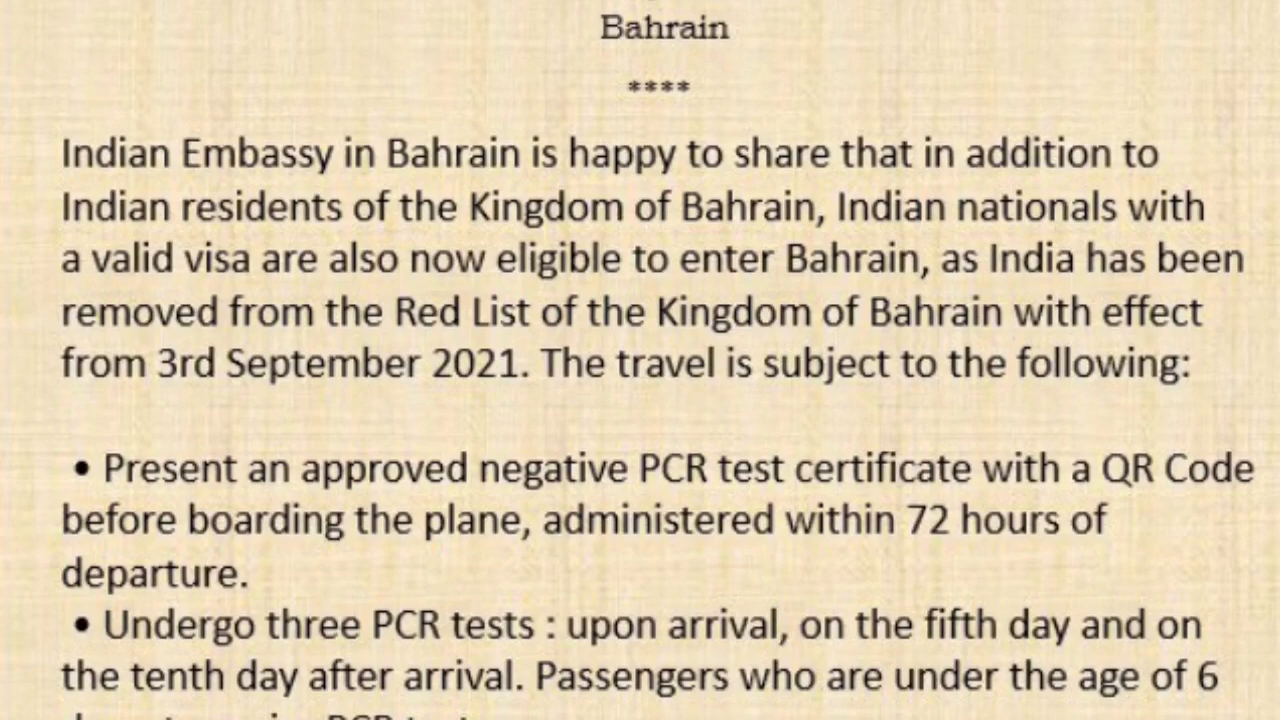 Bahrain
****
Indian Embassy in Bahrain is happy to share that in addition to
Indian residents of the Kingdom of Bahrain, Indian nationals with
a valid visa are also now eligible to enter Bahrain, as India has been
removed from the Red List of the Kingdom of Bahrain with effect
from 3rd September 2021. The travel is subject to the following:
• Present an approved negative PCR test certificate with a QR Code
before boarding the plane, administered within 72 hours of
departure.
• Undergo three PCR tests : upon arrival, on the fifth day and on
the tenth day after arrival. Passengers who are under the age of 6